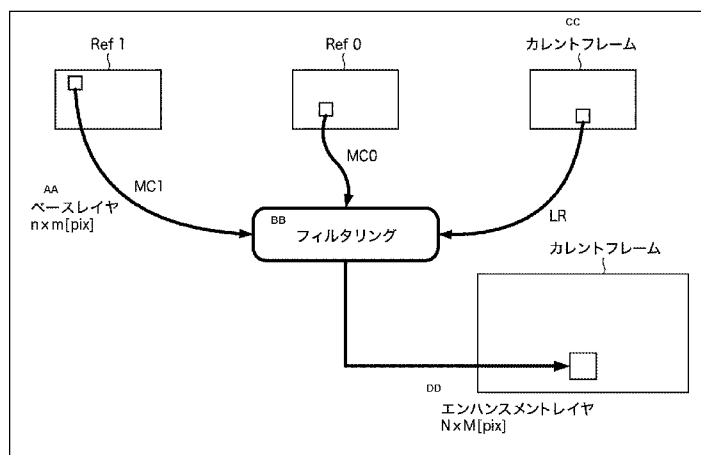 Ref 1
Ref 0
CC
カレントフレーム
MC1
MC0
LR
AA
ベースレイヤ
n×m[pix]
BB
フィルタリング
カレントフレーム
DD
エンハンスメントレイヤ
N×M[pix]